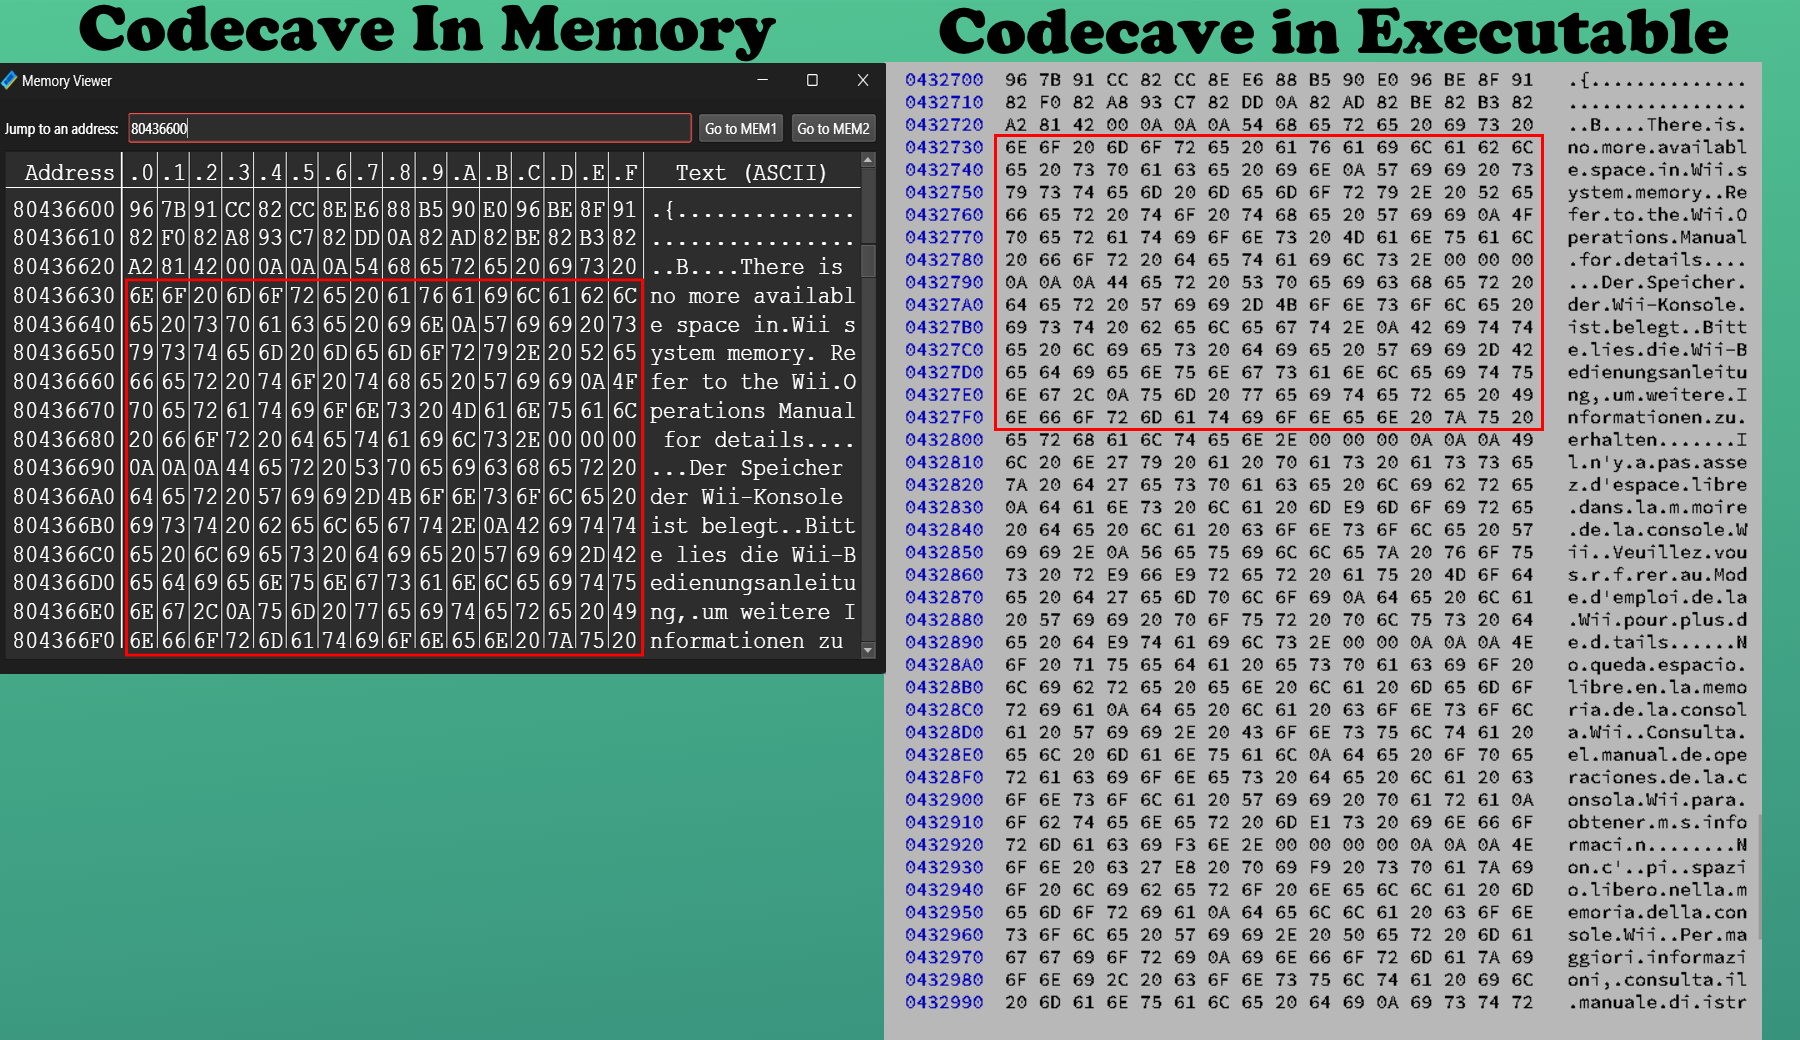 Codecave In Memory
Memory Viewer
Jump to an address: 80436600 Go to MEM1 Go to MEM2
Address .0 .1 .2 .3 .4 .5 .6 .7 .8 .9 .A .B .C .D .E .F Text (ASCII)
80436600 96 7B 91 CC 82 CC 8E E6 88 B5 90 E0 96 BE 8F 91 .{..............
80436610 82 F0 82 A8 93 C7 82 DD 0A 82 AD 82 BE 82 B3 82 ................
80436620 A2 81 42 00 0A 0A 0A 54 68 65 72 65 20 69 73 20 ..B....There is
80436630 6E 6F 20 6D 6F 72 65 20 61 76 61 69 6C 61 62 6C no more availabl
80436640 65 20 73 70 61 63 65 20 69 6E 0A 57 69 69 20 73 e space in.Wii s
80436650 79 73 74 65 6D 20 6D 65 6D 6F 72 79 2E 20 52 65 ystem memory. Re
80436660 66 65 72 20 74 6F 20 74 68 65 20 57 69 69 0A 4F fer to the Wii.O
80436670 70 65 72 61 74 69 6F 6E 73 20 4D 61 6E 75 61 6C perations Manual
80436680 20 66 6F 72 20 64 65 74 61 69 6C 73 2E 00 00 00 for details....
80436690 0A 0A 0A 44 65 72 20 53 70 65 69 63 68 65 72 20 ...Der Speicher
804366A0 64 65 72 20 57 69 69 2D 4B 6F 6E 73 6F 6C 65 20 der Wii-Konsole
804366B0 69 73 74 20 62 65 6C 65 67 74 2E 0A 42 69 74 74 ist belegt..Bitt
804366C0 65 20 6C 69 65 73 20 64 69 65 20 57 69 69 2D 42 e lies die Wii-B
804366D0 65 64 69 65 6E 75 6E 67 73 61 6E 6C 65 69 74 75 edienungsanleitu
804366E0 6E 67 2C 0A 75 6D 20 77 65 69 74 65 72 65 20 49 ng,.um weitere I
804366F0 6E 66 6F 72 6D 61 74 69 6F 6E 65 6E 20 7A 75 20 nformationen zu
Codecave in Executable
0432700 96 7B 91 CC 82 CC 8E E6 88 B5 90 E0 96 BE 8F 91 .{..............
0432710 82 F0 82 A8 93 C7 82 DD 0A 82 AD 82 BE 82 B3 82 ................
0432720 A2 81 42 00 0A 0A 0A 54 68 65 72 65 20 69 73 20 ..B....There.is.
0432730 6E 6F 20 6D 6F 72 65 20 61 76 61 69 6C 61 62 6C no.more.availabl
0432740 65 20 73 70 61 63 65 20 69 6E 0A 57 69 69 20 73 e.space.in.Wii.s
0432750 79 73 74 65 6D 20 6D 65 6D 6F 72 79 2E 20 52 65 ystem.memory..Re
0432760 66 65 72 20 74 6F 20 74 68 65 20 57 69 69 0A 4F fer.to.the.Wii.O
0432770 70 65 72 61 74 69 6F 6E 73 20 4D 61 6E 75 61 6C perations.Manual
0432780 20 66 6F 72 20 64 65 74 61 69 6C 73 2E 00 00 00 .for.details....
0432790 0A 0A 0A 44 65 72 20 53 70 65 69 63 68 65 72 20 ...Der.Speicher.
04327A0 64 65 72 20 57 69 69 2D 4B 6F 6E 73 6F 6C 65 20 der.Wii-Konsole.
04327B0 69 73 74 20 62 65 6C 65 67 74 2E 0A 42 69 74 74 ist.belegt..Bitt
04327C0 65 20 6C 69 65 73 20 64 69 65 20 57 69 69 2D 42 e.lies.die.Wii-B
04327D0 65 64 69 65 6E 75 6E 67 73 61 6E 6C 65 69 74 75 edienungsanleitu
04327E0 6E 67 2C 0A 75 6D 20 77 65 69 74 65 72 65 20 49 ng,.um.weitere.I
04327F0 6E 66 6F 72 6D 61 74 69 6F 6E 65 6E 20 7A 75 20 nformationen.zu.
0432800 65 72 68 61 6C 74 65 6E 2E 00 00 00 0A 0A 0A 49 erhalten.......I
0432810 6C 20 6E 27 79 20 61 20 70 61 73 20 61 73 73 65 l.n'y.a.pas.asse
0432820 7A 20 64 27 65 73 70 61 63 65 20 6C 69 62 72 65 z.d'espace.libre
0432830 0A 64 61 6E 73 20 6C 61 20 6D E9 6D 6F 69 72 65 .dans.la.m.moire
0432840 20 64 65 20 6C 61 20 63 6F 6E 73 6F 6C 65 20 57 .de.la.console.W
0432850 69 69 2E 0A 56 65 75 69 6C 6C 65 7A 20 76 6F 75 ii..Veuillez.vou
0432860 73 20 72 E9 66 E9 72 65 72 20 61 75 20 4D 6F 64 s.r.f.rer.au.Mod
0432870 65 20 64 27 65 6D 70 6C 6F 69 0A 64 65 20 6C 61 e.d'emploi.de.la
0432880 20 57 69 69 20 70 6F 75 72 20 70 6C 75 73 20 64 .Wii.pour.plus.d
0432890 65 20 64 E9 74 61 69 6C 73 2E 00 00 00 0A 0A 0A 4E e.d.tails......N
04328A0 6F 20 71 75 65 64 61 20 65 73 70 61 63 69 6F 20 o.queda.espacio.
04328B0 6C 69 62 72 65 20 65 6E 20 6C 61 20 6D 65 6D 6F libre.en.la.memo
04328C0 72 69 61 0A 64 65 20 6C 61 20 63 6F 6E 73 6F 6C ria.de.la.consol
04328D0 61 20 57 69 69 2E 20 43 6F 6E 73 75 6C 74 61 20 a.Wii..Consulta.
04328E0 65 6C 20 6D 61 6E 75 61 6C 0A 64 65 20 6F 70 65 el.manual.de.ope
04328F0 72 61 63 69 6F 6E 65 73 20 64 65 20 6C 61 20 63 raciones.de.la.c
0432900 6F 6E 73 6F 6C 61 20 57 69 69 20 70 61 72 61 0A onsola.Wii.para.
0432910 6F 62 74 65 6E 65 72 20 6D E1 73 20 69 6E 66 6F obtener.m.s.info
0432920 72 6D 61 63 69 F3 6E 2E 00 00 00 00 0A 0A 0A 4E rmaci.n........N
0432930 6F 6E 20 63 27 E8 20 70 69 F9 20 73 70 61 7A 69 on.c'..pi..spazi
0432940 6F 20 6C 69 62 65 72 6F 20 6E 65 6C 6C 61 20 6D o.libero.nella.m
0432950 65 6D 6F 72 69 61 0A 64 65 6C 6C 61 20 63 6F 6E emoria.della.con
0432960 73 6F 6C 65 20 57 69 69 2E 20 50 65 72 20 6D 61 sole.Wii..Per.ma
0432970 67 67 69 6F 72 69 0A 69 6E 66 6F 72 6D 61 7A 69 ggiori.informazi
0432980 6F 6E 69 2C 20 63 6F 6E 73 75 6C 74 61 20 69 6C oni,.consulta.il
0432990 20 6D 61 6E 75 61 6C 65 20 64 69 0A 69 73 74 72 .manuale.di.istr